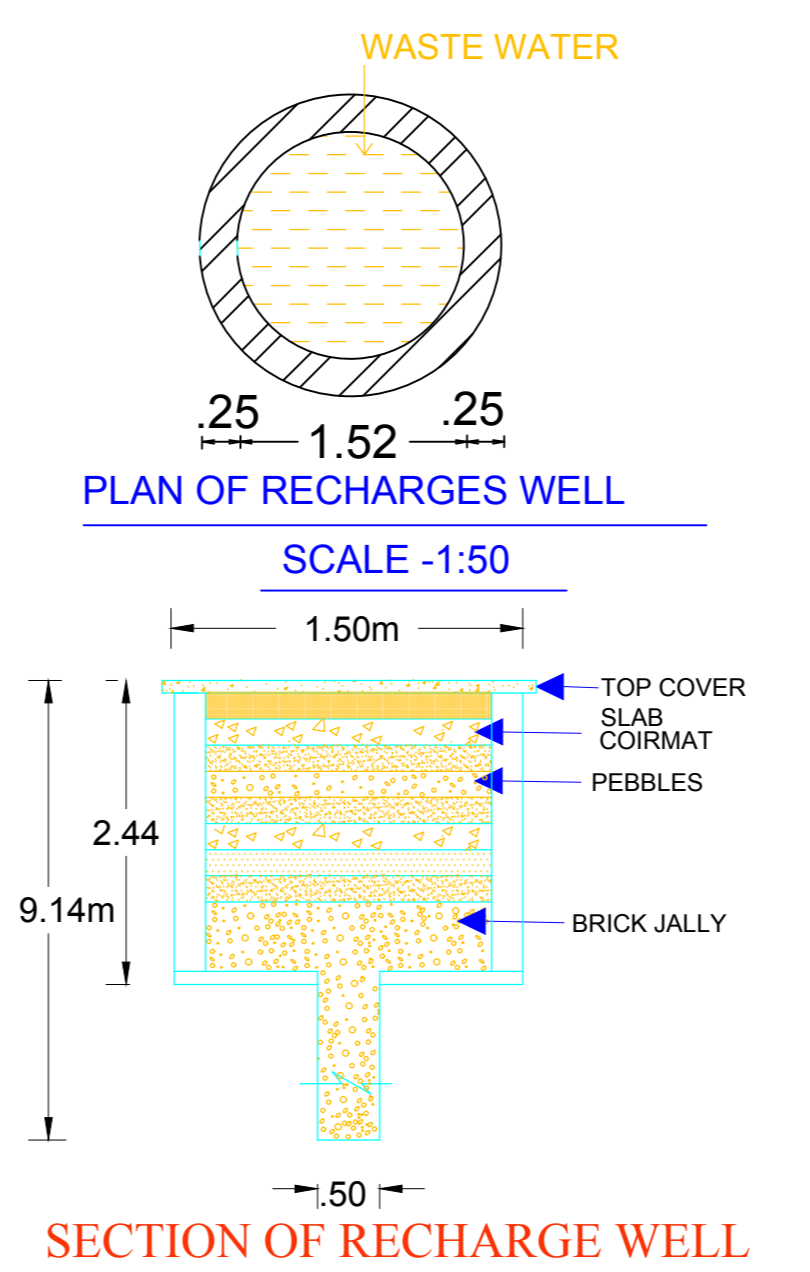 WASTE WATER
.25 1.52 .25
PLAN OF RECHARGES WELL
SCALE -1:50
1.50m
TOP COVER
SLAB
COIRMAT
PEBBLES
2.44
9.14m
BRICK JALLY
.50
SECTION OF RECHARGE WELL